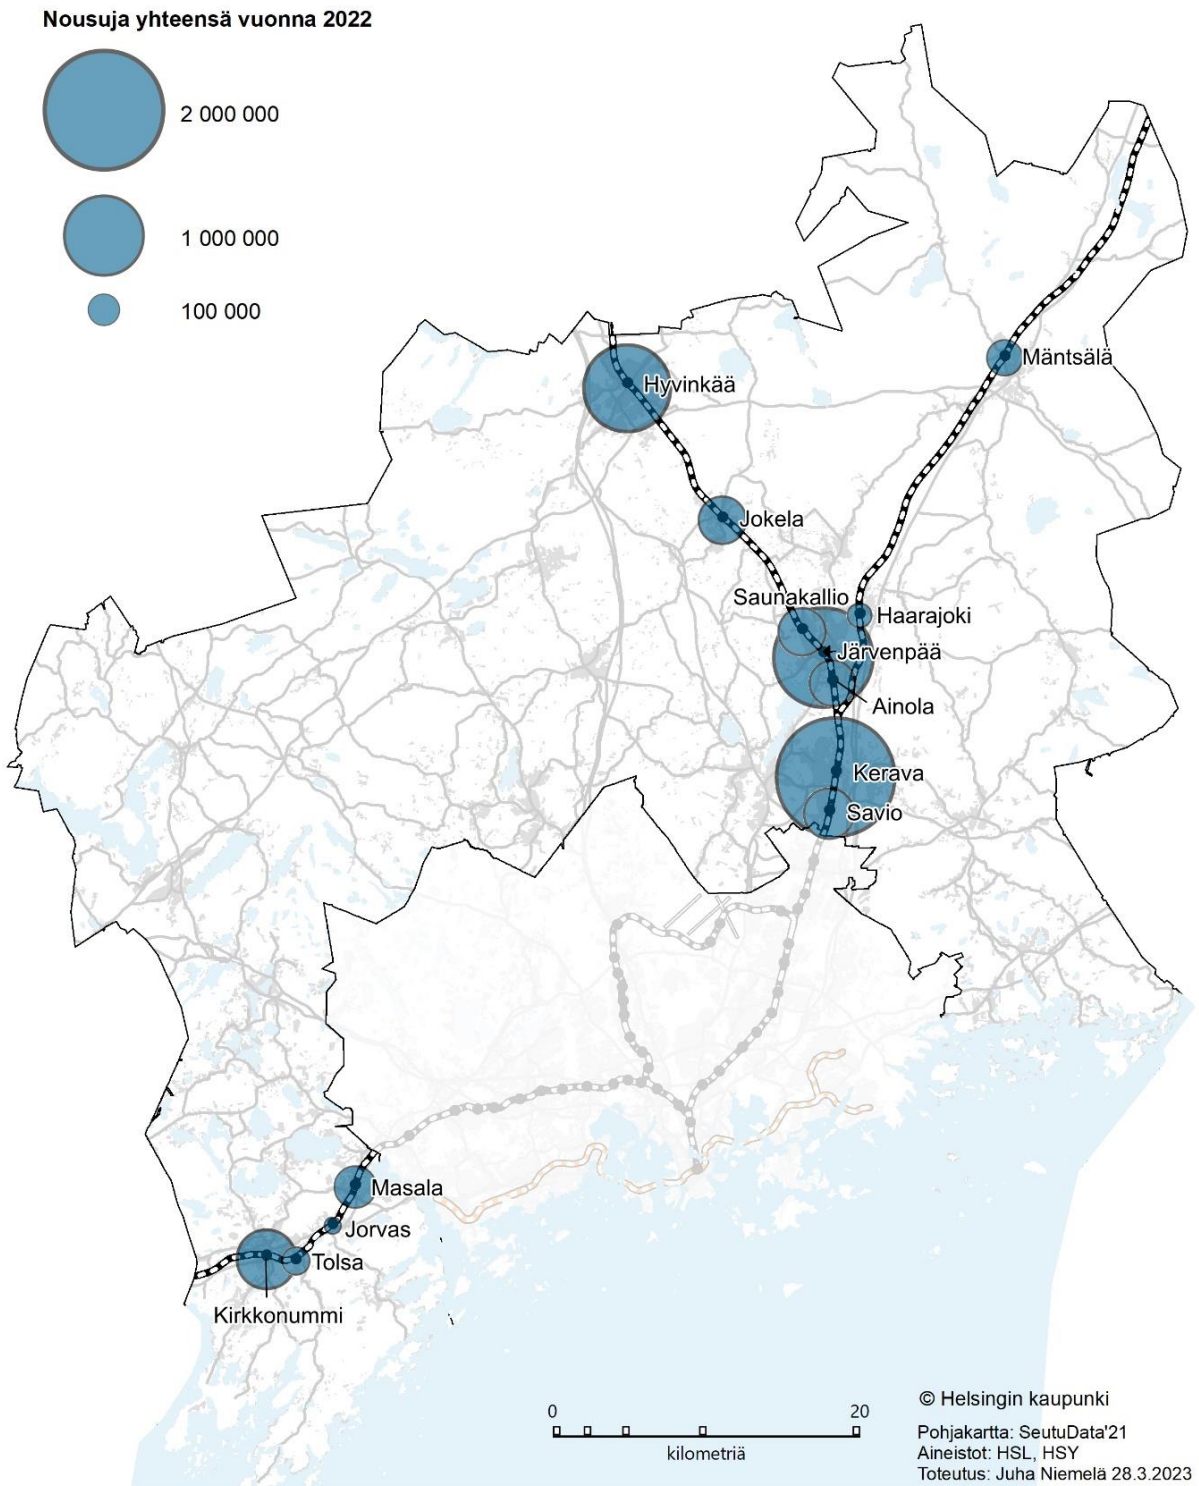 Nousuja yhteensä vuonna 2022
2 000 000
1 000 000
100 000
Mäntsälä
Hyvinkää
Jokela
Saunakallio
Haarajoki
Järvenpää
Ainola
Kerava
Savio
Masala
Jorvas
Tolsa
Kirkkonummi
0 20
kilometriä
© Helsingin kaupunki
Pohjakartta: SeutuData'21
Aineistot: HSL, HSY
Toteutus: Juha Niemelä 28.3.2023